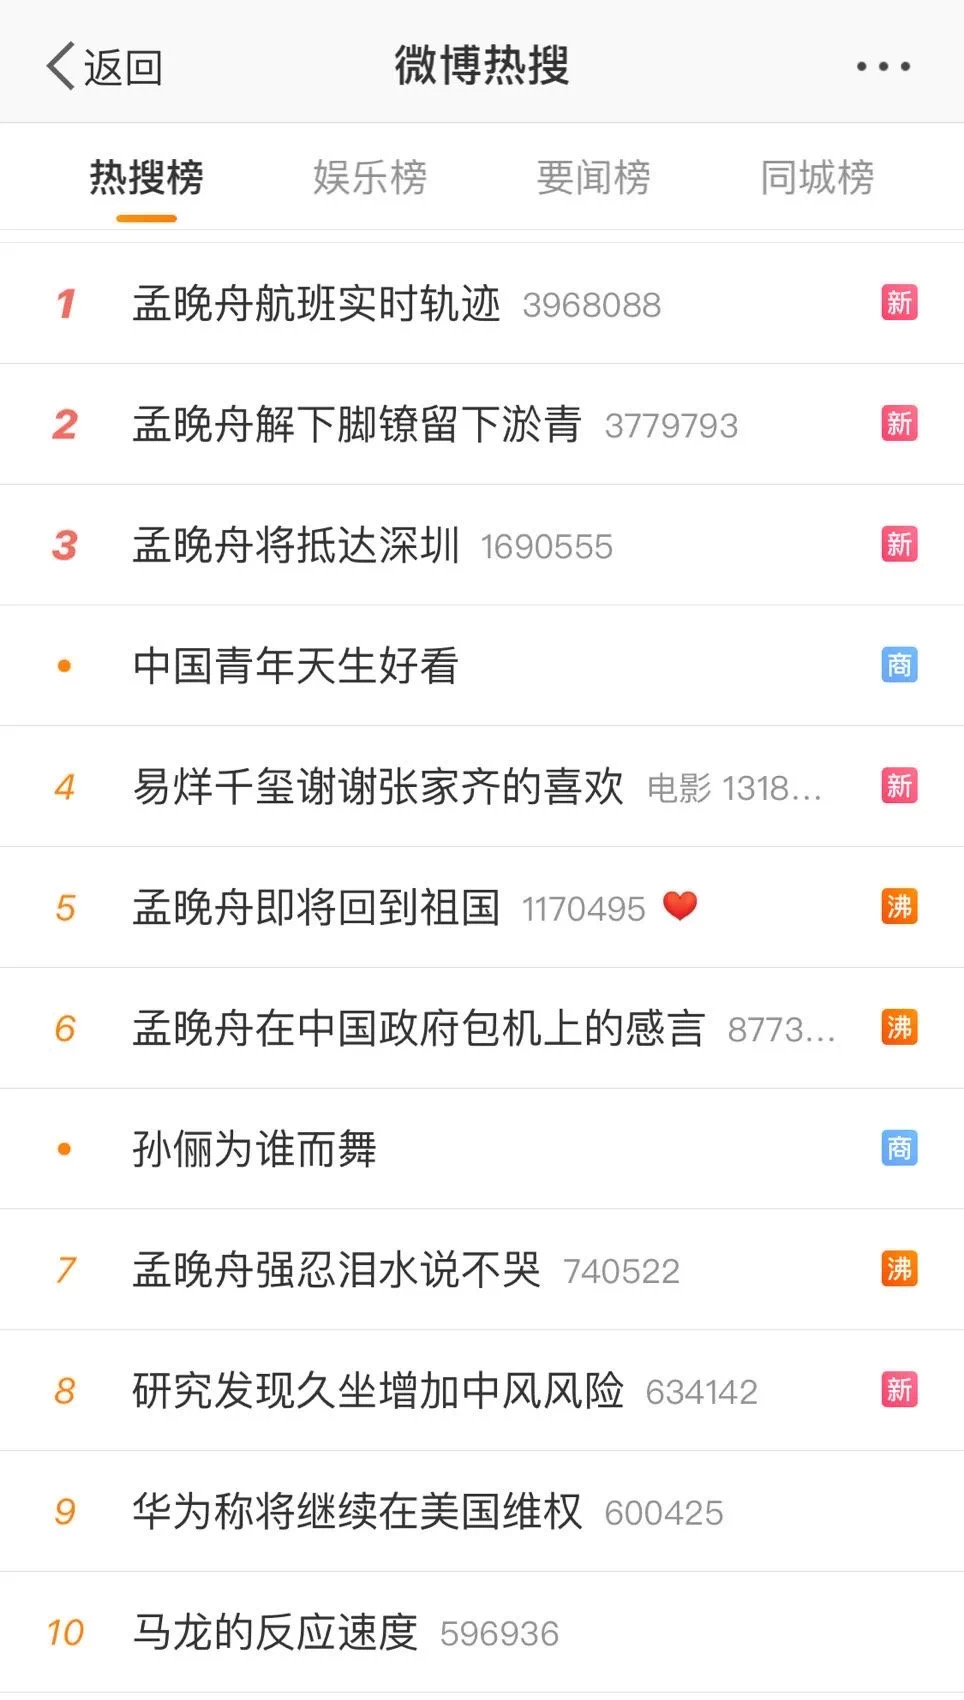 返回 微博热搜
热搜榜 娱乐榜 要闻榜 同城榜
1 孟晚舟航班实时轨迹 3968088 新
2 孟晚舟解下脚镣留下淤青 3779793 新
3 孟晚舟将抵达深圳 1690555 新
• 中国青年天生好看 商
4 易烊千玺谢谢张家齐的喜欢 电影 1318... 新
5 孟晚舟即将回到祖国 1170495 ❤️ 沸
6 孟晚舟在中国政府包机上的感言 8773... 沸
• 孙俪为谁而舞 商
7 孟晚舟强忍泪水说不哭 740522 沸
8 研究发现久坐增加中风风险 634142 新
9 华为称将继续在美国维权 600425
10 马龙的反应速度 596936